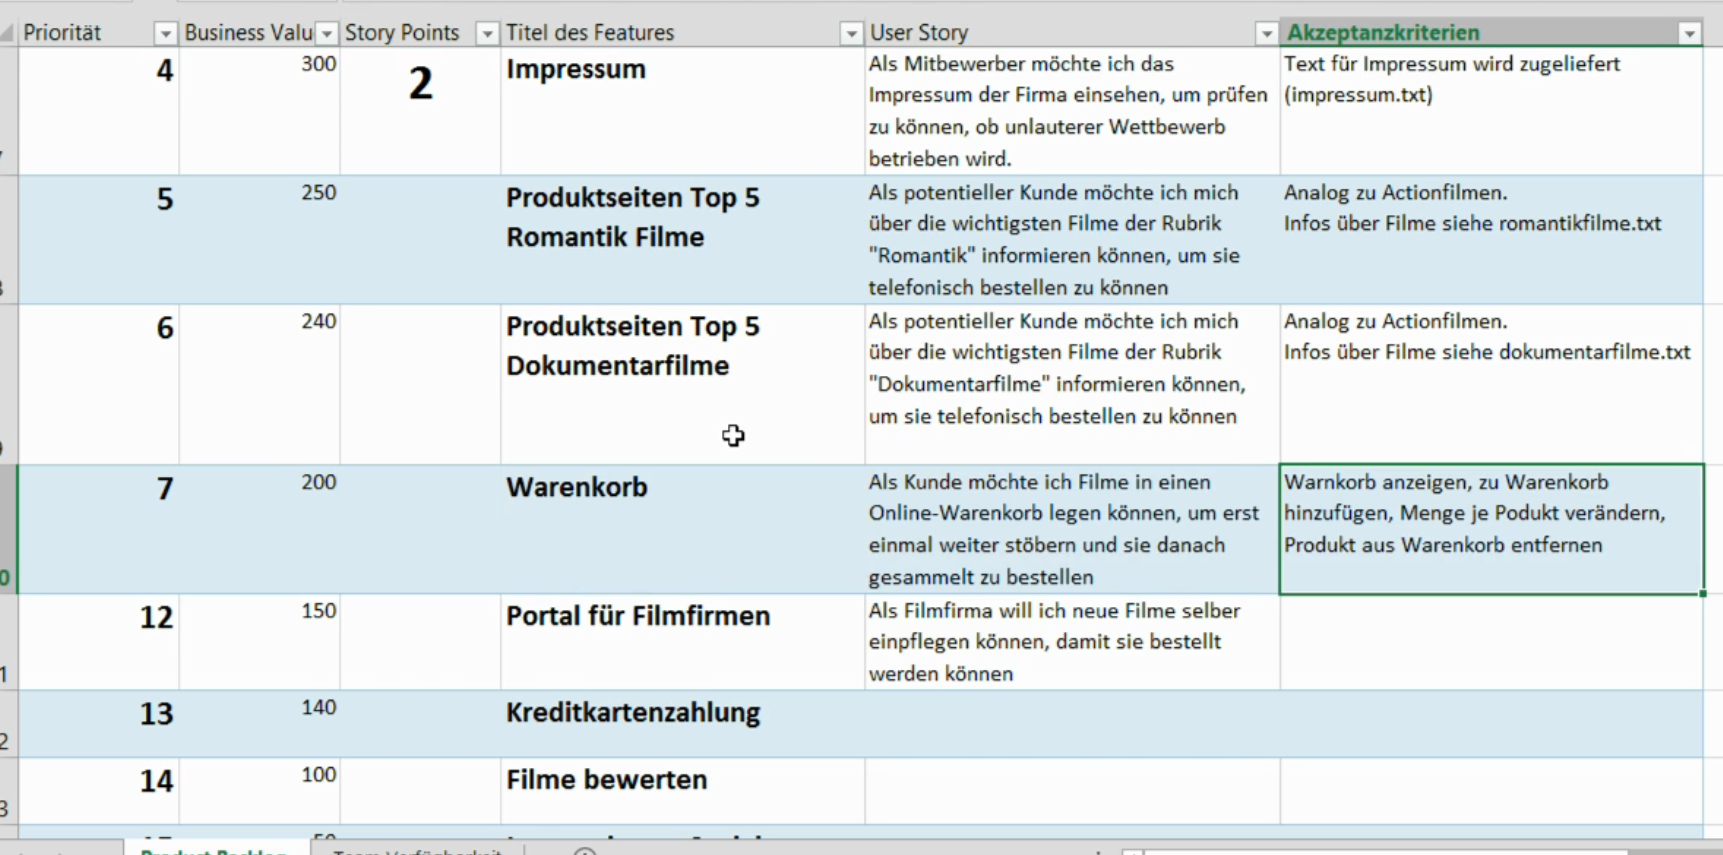 Priorität Business Valu Story Points Titel des Features User Story Akzeptanzkriterien
4 300 2 Impressum Als Mitbewerber möchte ich das Text für Impressum wird zugeliefert
Impressum der Firma einsehen, um prüfen (impressum.txt)
zu können, ob unlauterer Wettbewerb
betrieben wird.
5 250 Produktseiten Top 5 Als potentieller Kunde möchte ich mich Analog zu Actionfilmen.
Romantik Filme über die wichtigsten Filme der Rubrik Infos über Filme siehe romantikfilme.txt
"Romantik" informieren können, um sie
telefonisch bestellen zu können
6 240 Produktseiten Top 5 Als potentieller Kunde möchte ich mich Analog zu Actionfilmen.
Dokumentarfilme über die wichtigsten Filme der Rubrik Infos über Filme siehe dokumentarfilme.txt
"Dokumentarfilme" informieren können,
um sie telefonisch bestellen zu können
7 200 Warenkorb Als Kunde möchte ich Filme in einen Warnkorb anzeigen, zu Warenkorb
Online-Warenkorb legen können, um erst hinzufügen, Menge je Podukt verändern,
einmal weiter stöbern und sie danach Produkt aus Warenkorb entfernen
gesammelt zu bestellen
12 150 Portal für Filmfirmen Als Filmfirma will ich neue Filme selber
einpflegen können, damit sie bestellt
werden können
13 140 Kreditkartenzahlung
14 100 Filme bewerten
Product Backlog Team Verfügbarkeit